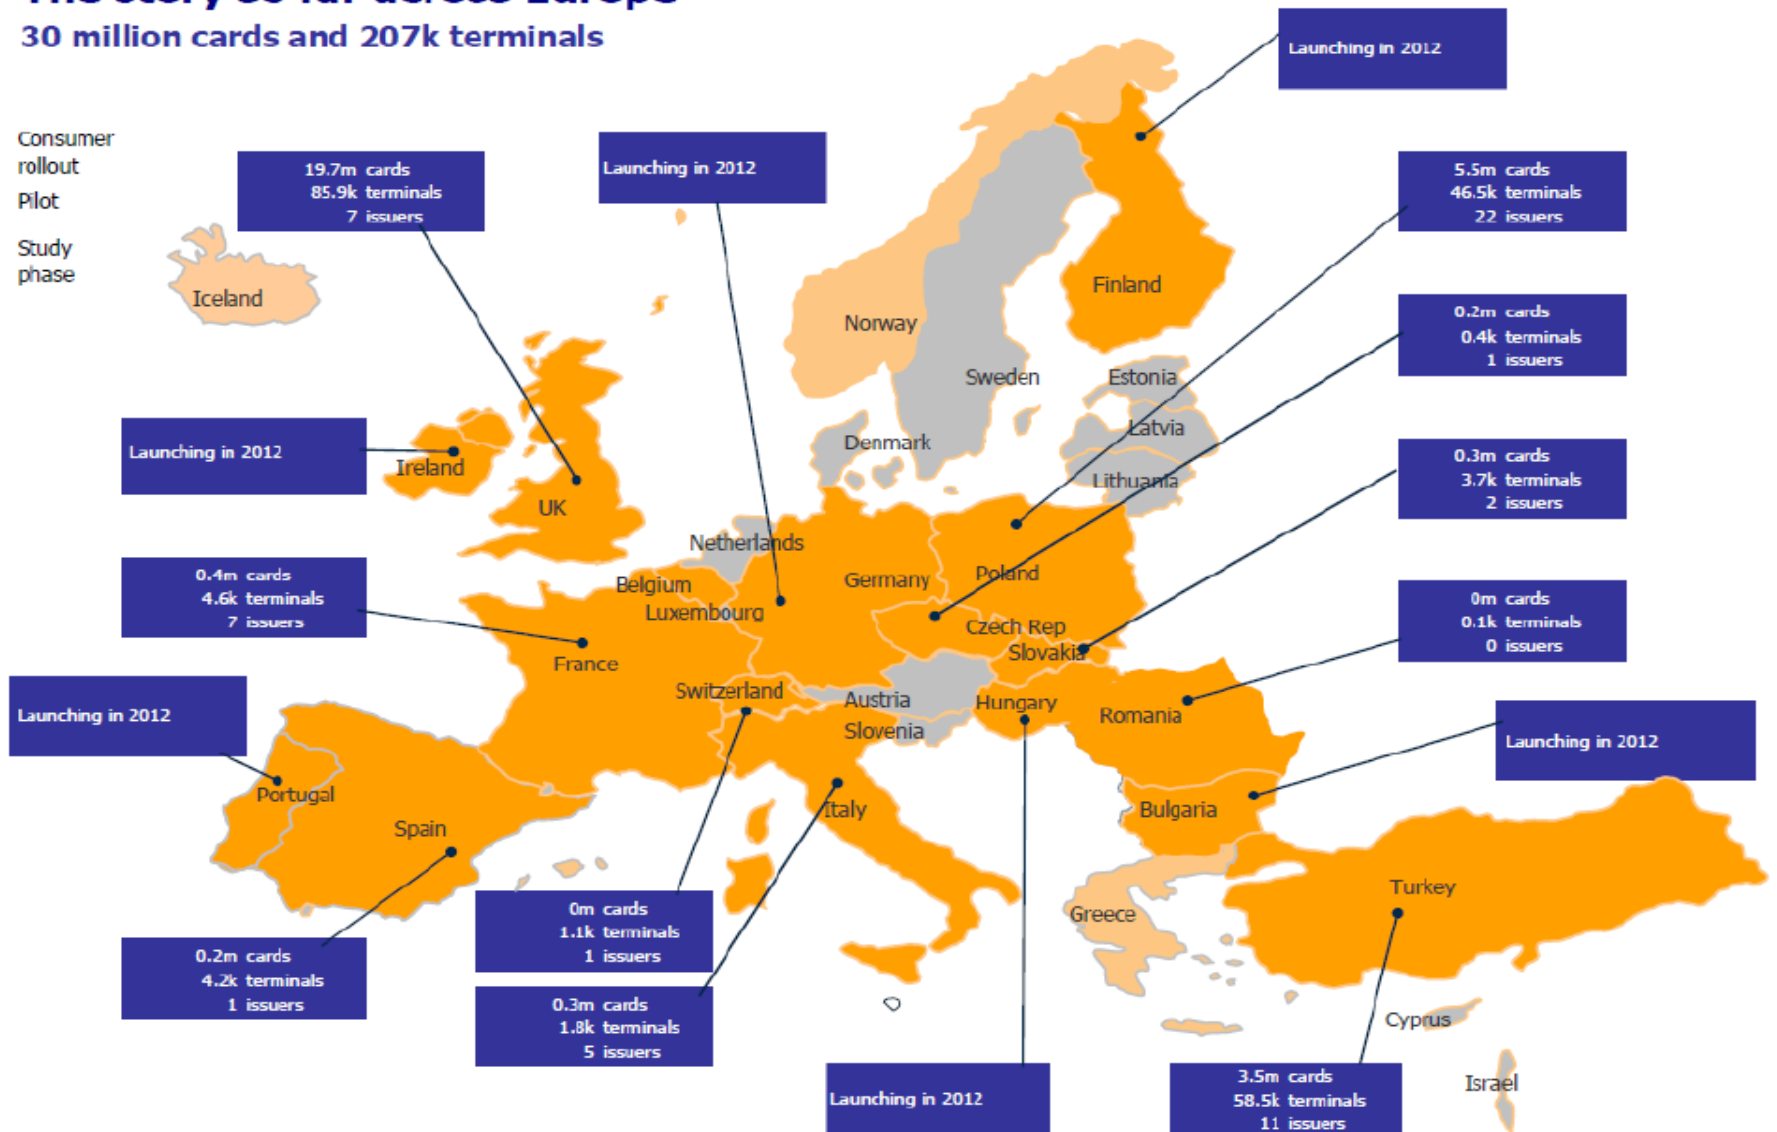 30 million cards and 207k terminals
Launching in 2012
Consumer
rollout
Pilot
Study
phase
19.7m cards
85.9k terminals
7 issuers
Launching in 2012
5.5m cards
46.5k terminals
22 issuers
Iceland
Norway
Finland
Sweden
Estonia
Latvia
Lithuania
Denmark
0.2m cards
0.4k terminals
1 issuers
Launching in 2012
Ireland
UK
0.3m cards
3.7k terminals
2 issuers
Netherlands
Belgium
Luxembourg
Germany
Poland
Czech Rep
Slovakia
0.4m cards
4.6k terminals
7 issuers
France
Switzerland
Austria
Slovenia
Hungary
Romania
0m cards
0.1k terminals
0 issuers
Launching in 2012
Portugal
Spain
Italy
Bulgaria
Launching in 2012
Turkey
Greece
Cyprus
Israel
0.2m cards
4.2k terminals
1 issuers
0m cards
1.1k terminals
1 issuers
0.3m cards
1.8k terminals
5 issuers
Launching in 2012
3.5m cards
58.5k terminals
11 issuers